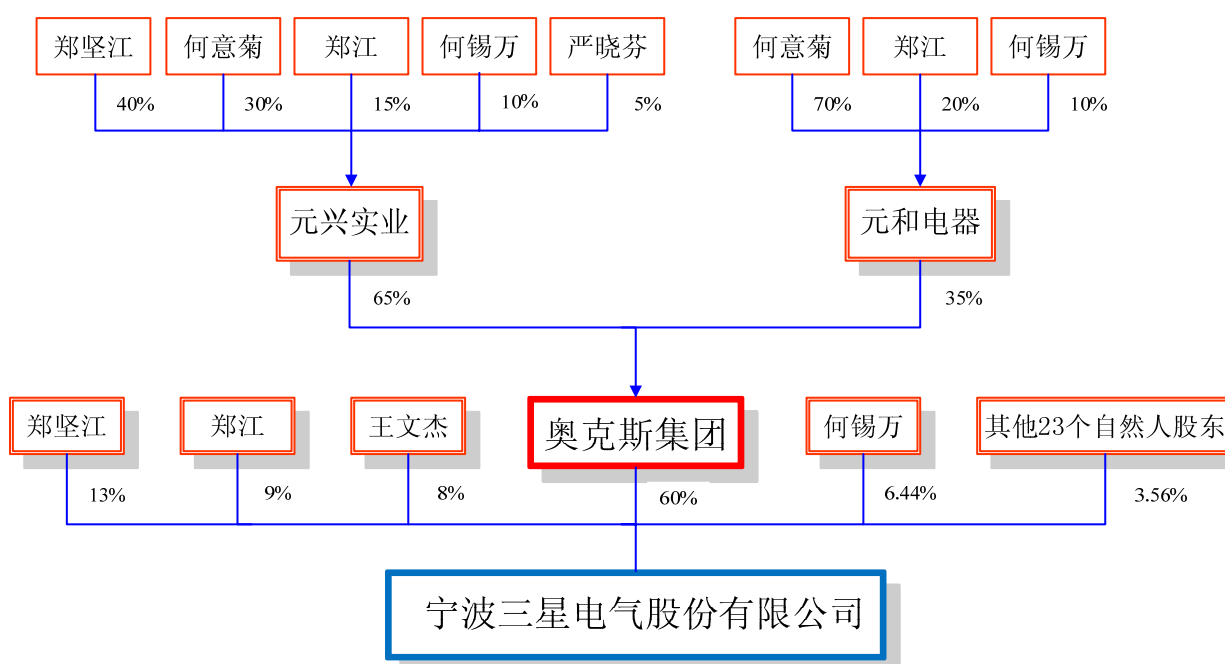 郑坚江
何意菊
郑江
何锡万
严晓芬
何意菊
郑江
何锡万
40%
30%
15%
10%
5%
70%
20%
10%
元兴实业
元和电器
65%
35%
郑坚江
郑江
王文杰
奥克斯集团
何锡万
其他23个自然人股东
13%
9%
8%
60%
6.44%
3.56%
宁波三星电气股份有限公司